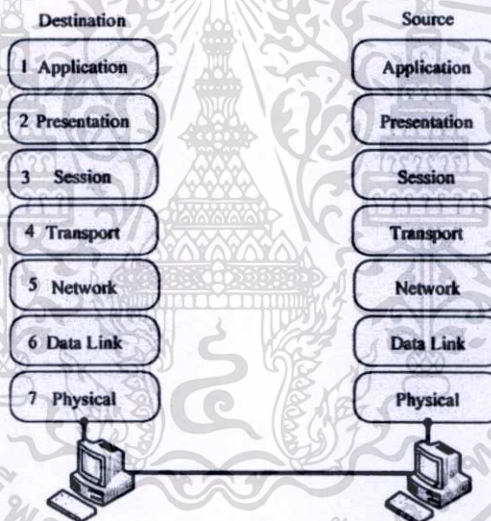 Destination
1 Application
2 Presentation
3 Session
4 Transport
5 Network
6 Data Link
7 Physical
Source
Application
Presentation
Session
Transport
Network
Data Link
Physical